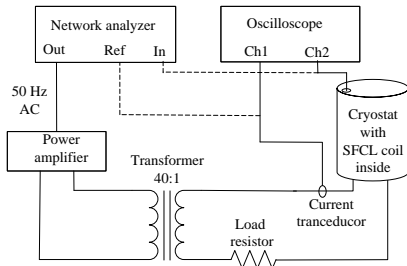 Network analyzer
Out Ref In
Oscilloscope
Ch1 Ch2
50 Hz
AC
Power
amplifier
Transformer
40:1
Cryostat
with
SFCL coil
inside
Current
tranceducor
Load
resistor